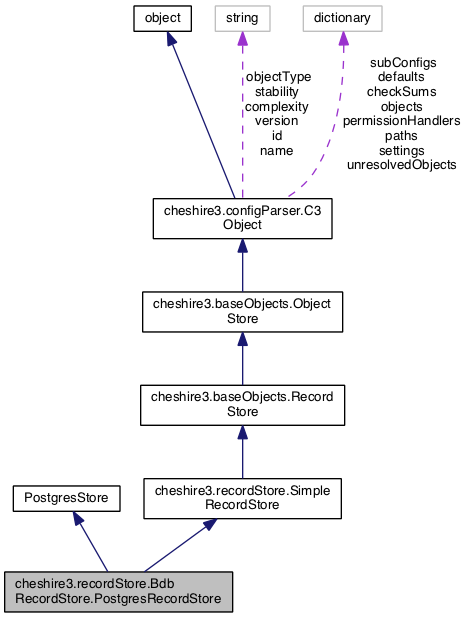 object
string
dictionary
objectType
stability
complexity
version
id
name
subConfigs
defaults
checkSums
objects
permissionHandlers
paths
settings
unresolvedObjects
cheshire3.configParser.C3
Object
cheshire3.baseObjects.Object
Store
cheshire3.baseObjects.Record
Store
PostgresStore
cheshire3.recordStore.Simple
RecordStore
cheshire3.recordStore.Bdb
RecordStore.PostgresRecordStore